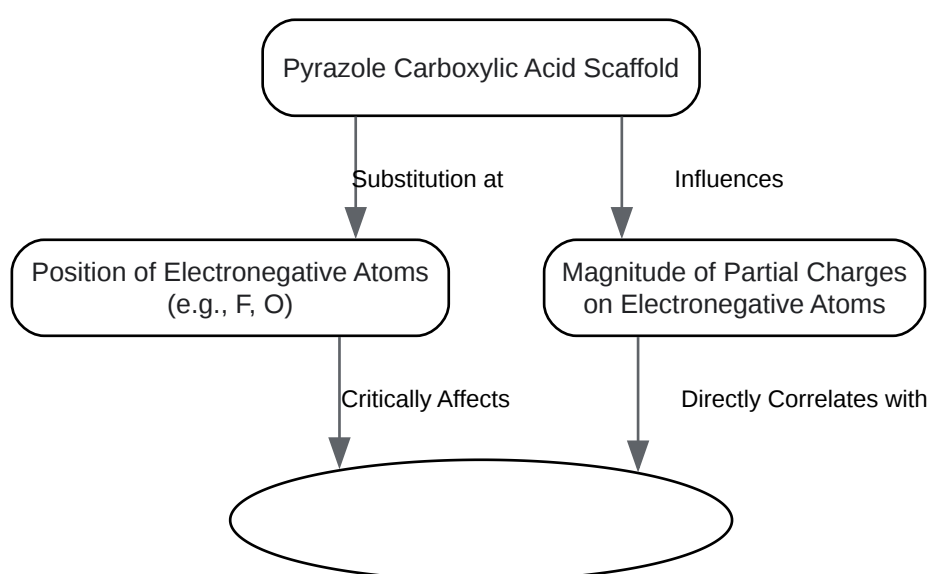 Pyrazole Carboxylic Acid Scaffold
Substitution at
Influences
Position of Electronegative Atoms
(e.g., F, O)
Magnitude of Partial Charges
on Electronegative Atoms
Critically Affects
Directly Correlates with